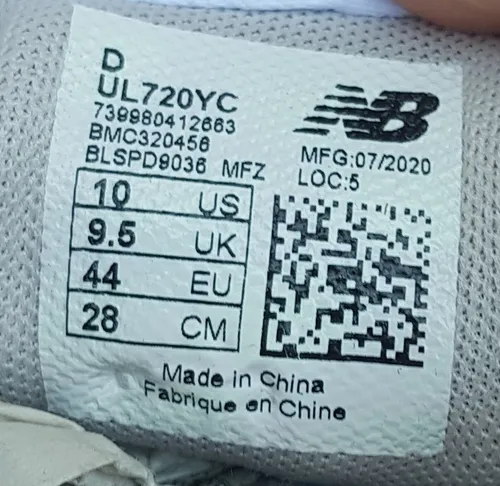 D
UL720YC
739980412663
BMC320456
BLSPD9036 MFZ
NB
MFG:07/2020
LOC:5
10 US
9.5 UK
44 EU
28 CM
Made in China
Fabrique en Chine